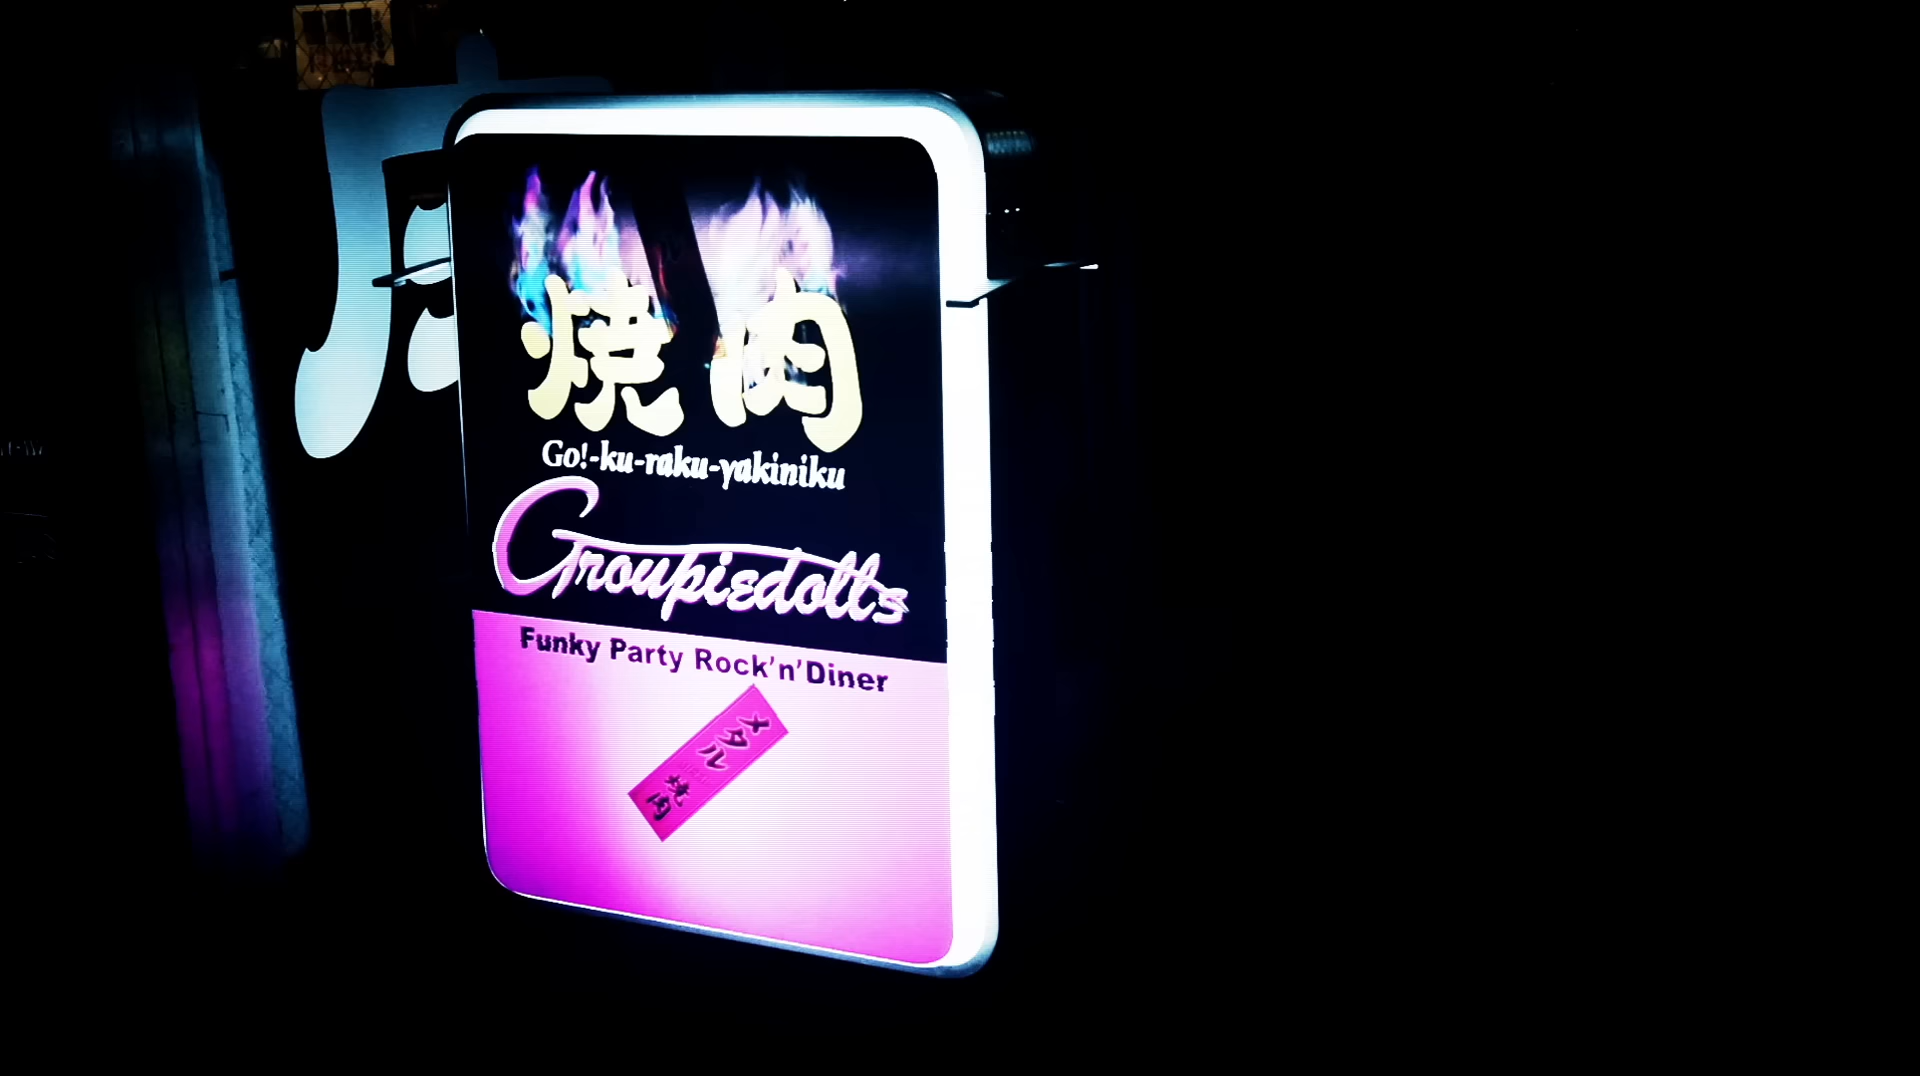 焼肉
Go!-ku-raku-yakiniku
Groupiedolls
Funky Party Rock'n'Diner
メタル
焼肉